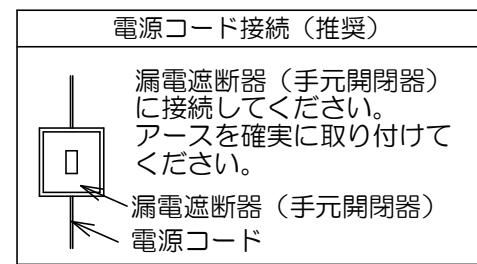 電源コード接続（推奨）
漏電遮断器（手元開閉器）
に接続してください。
アースを確実に取り付けて
ください。
漏電遮断器（手元開閉器）
電源コード